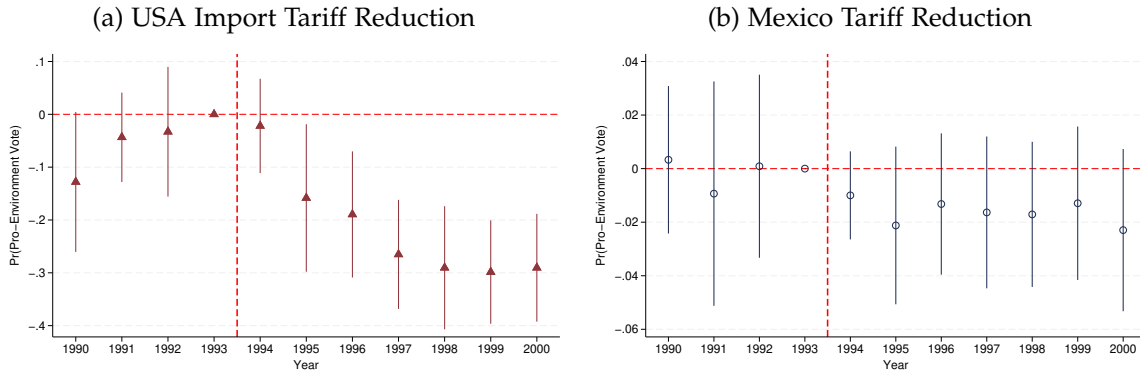 (a) USA Import Tariff Reduction
Pr(Pro-Environment Vote)
.1
0
-.1
-.2
-.3
-.4
1990 1991 1992 1993 1994 1995 1996 1997 1998 1999 2000
Year
(b) Mexico Tariff Reduction
Pr(Pro-Environment Vote)
.04
.02
0
-.02
-.04
-.06
1990 1991 1992 1993 1994 1995 1996 1997 1998 1999 2000
Year